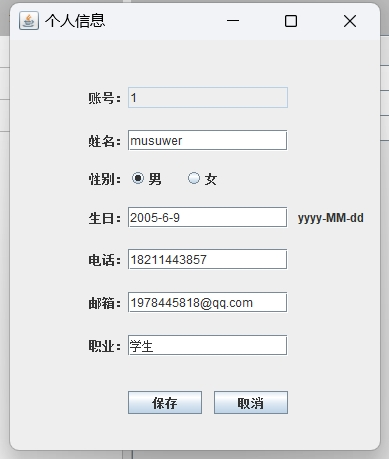 个人信息
账号： 1
姓名： musuwer
性别： 男 女
生日： 2005-6-9 yyyy-MM-dd
电话： 18211443857
邮箱： 1978445818@qq.com
职业： 学生
保存 取消